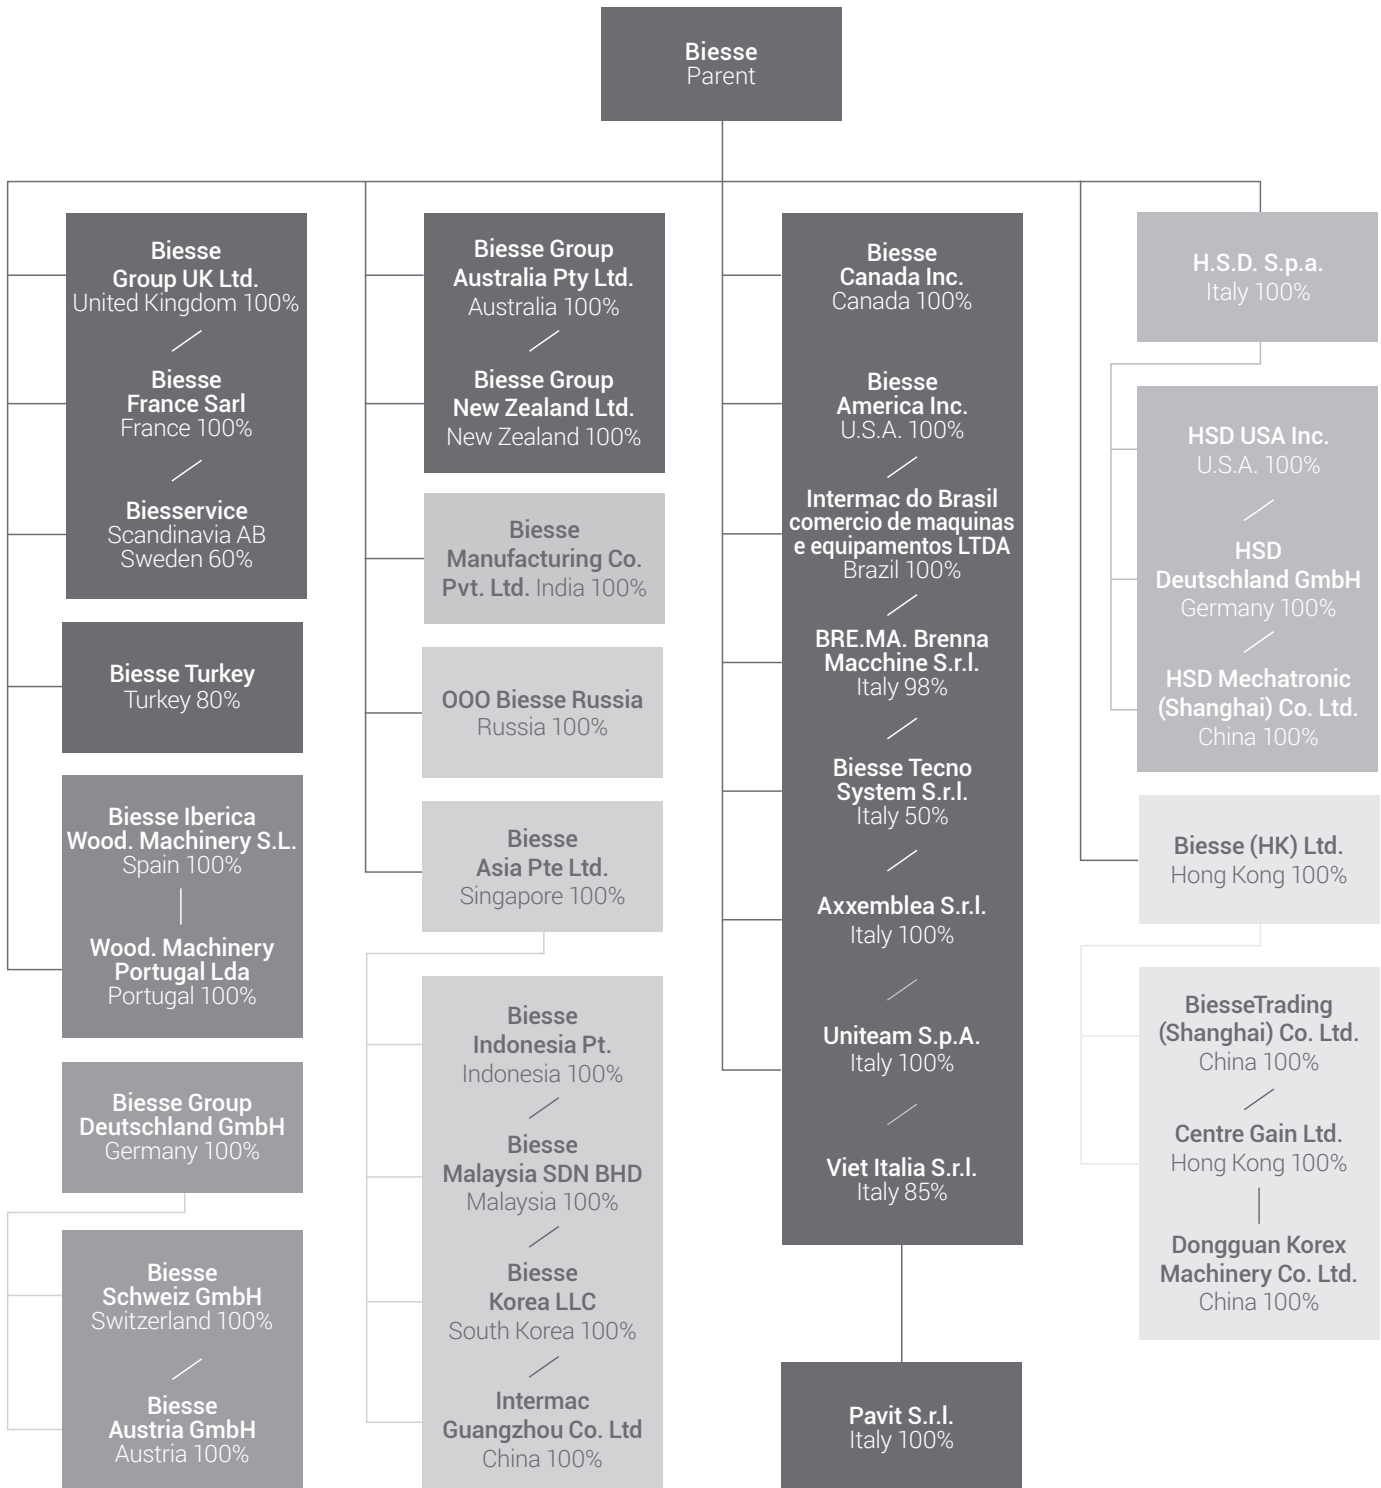 Biesse
Parent
Biesse
Group UK Ltd.
United Kingdom 100%
Biesse
France Sarl
France 100%
Biesservice
Scandinavia AB
Sweden 60%
Biesse Turkey
Turkey 80%
Biesse Iberica
Wood. Machinery S.L.
Spain 100%
Wood. Machinery
Portugal Lda
Portugal 100%
Biesse Group
Deutschland GmbH
Germany 100%
Biesse
Schweiz GmbH
Switzerland 100%
Biesse
Austria GmbH
Austria 100%
Biesse Group
Australia Pty Ltd.
Australia 100%
Biesse Group
New Zealand Ltd.
New Zealand 100%
Biesse
Manufacturing Co.
Pvt. Ltd. India 100%
OOO Biesse Russia
Russia 100%
Biesse
Asia Pte Ltd.
Singapore 100%
Biesse
Indonesia Pt.
Indonesia 100%
Biesse
Malaysia SDN BHD
Malaysia 100%
Biesse
Korea LLC
South Korea 100%
Intermac
Guangzhou Co. Ltd
China 100%
Biesse
Canada Inc.
Canada 100%
Biesse
America Inc.
U.S.A. 100%
Intermac do Brasil
comercio de maquinas
e equipamentos LTDA
Brazil 100%
BRE.MA. Brenna
Macchine S.r.l.
Italy 98%
Biesse Tecno
System S.r.l.
Italy 50%
Axxemblea S.r.l.
Italy 100%
Uniteam S.p.A.
Italy 100%
Viet Italia S.r.l.
Italy 85%
Pavit S.r.l.
Italy 100%
H.S.D. S.p.a.
Italy 100%
HSD USA Inc.
U.S.A. 100%
HSD
Deutschland GmbH
Germany 100%
HSD Mechatronic
(Shanghai) Co. Ltd.
China 100%
Biesse (HK) Ltd.
Hong Kong 100%
BiesseTrading
(Shanghai) Co. Ltd.
China 100%
Centre Gain Ltd.
Hong Kong 100%
Dongguan Korex
Machinery Co. Ltd.
China 100%